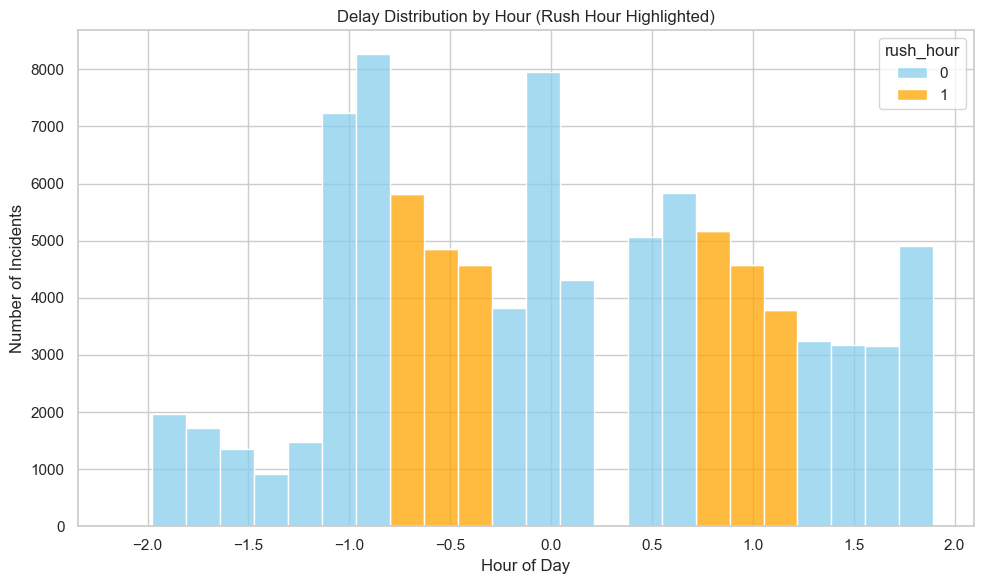 Delay Distribution by Hour (Rush Hour Highlighted)
rush_hour
0
1
Number of Incidents
8000
7000
6000
5000
4000
3000
2000
1000
0
−2.0 −1.5 −1.0 −0.5 0.0 0.5 1.0 1.5 2.0
Hour of Day